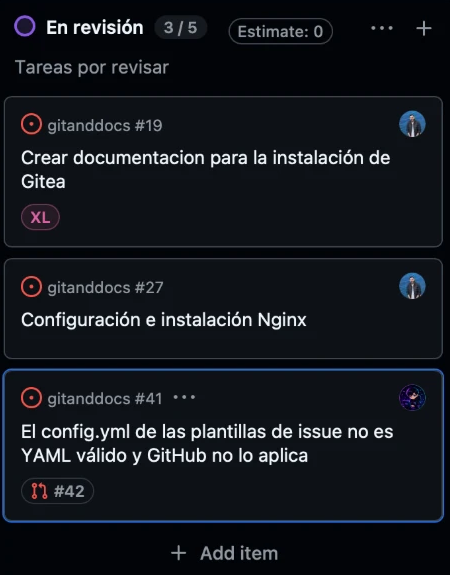 En revisión 3 / 5 Estimate: 0
Tareas por revisar
gitanddocs #19
Crear documentacion para la instalación de
Gitea
XL
gitanddocs #27
Configuración e instalación Nginx
gitanddocs #41
El config.yml de las plantillas de issue no es
YAML válido y GitHub no lo aplica
#42
Add item